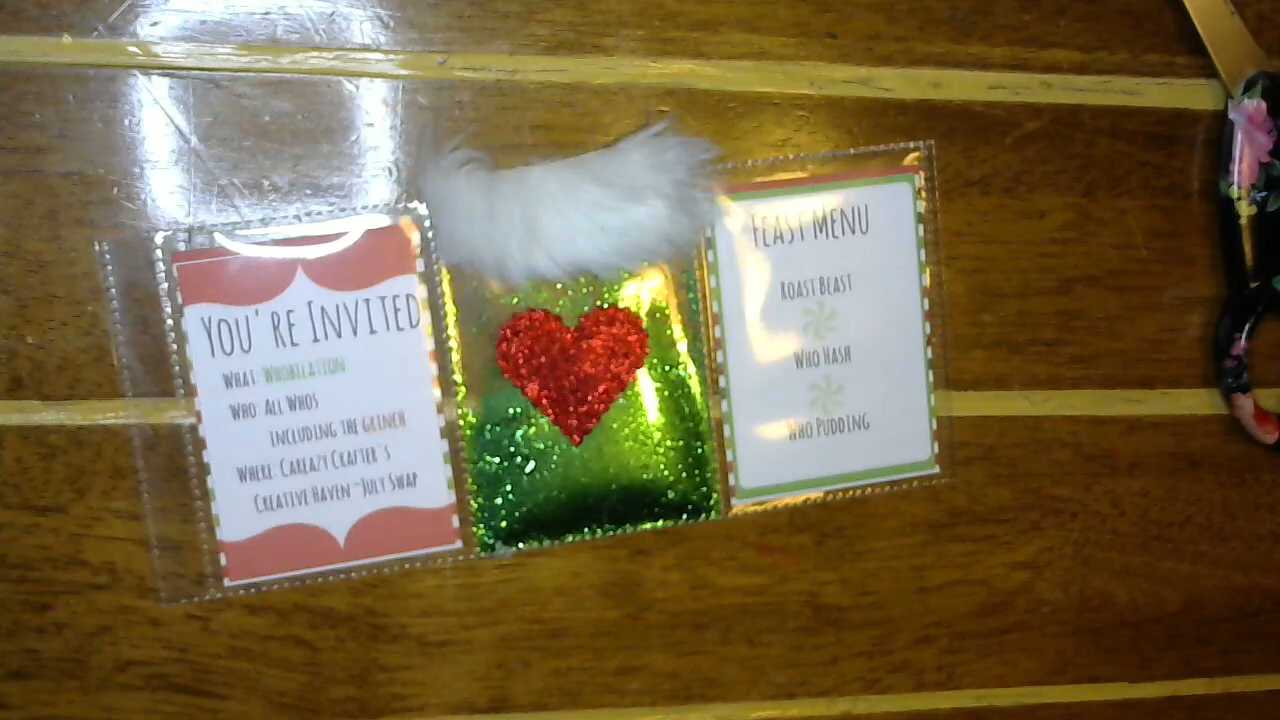 You're Invited
What: Whobilation
Who: All Whos
including the Grinch
Where: Careazy Crafter's
Creative Haven ~July Swap
Feast Menu
Roast Beast
Who Hash
Who Pudding